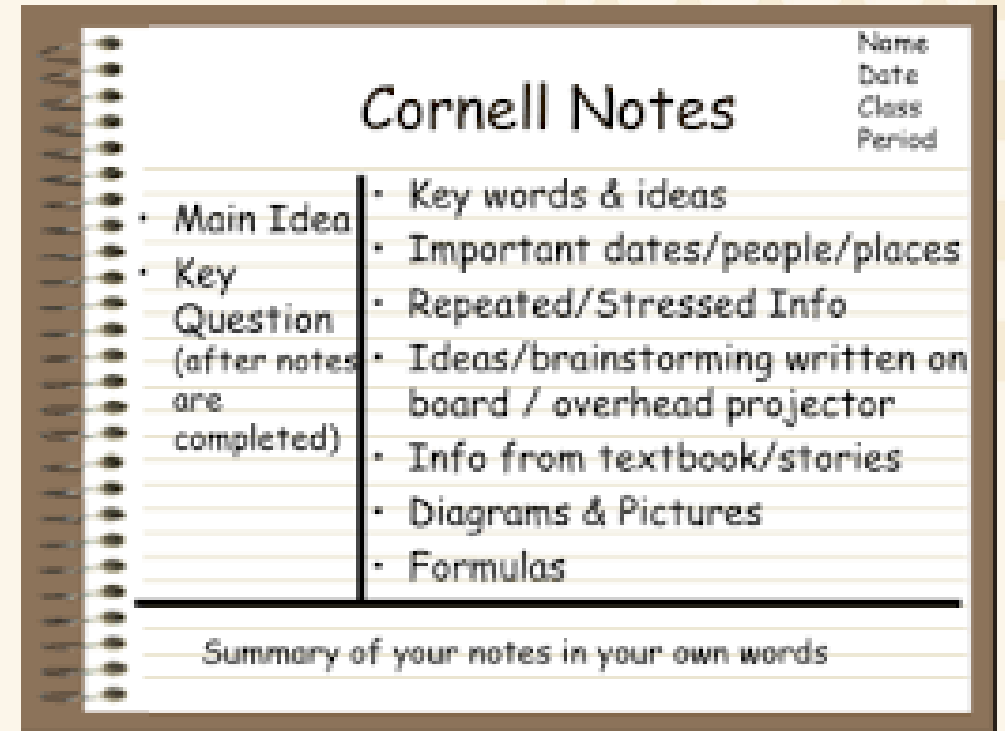 Name
Date
Class
Period
Cornell Notes
• Main Idea
• Key
Question
(after notes
are
completed)
• Key words & ideas
• Important dates/people/places
• Repeated/Stressed Info
• Ideas/brainstorming written on
board / overhead projector
• Info from textbook/stories
• Diagrams & Pictures
• Formulas
Summary of your notes in your own words